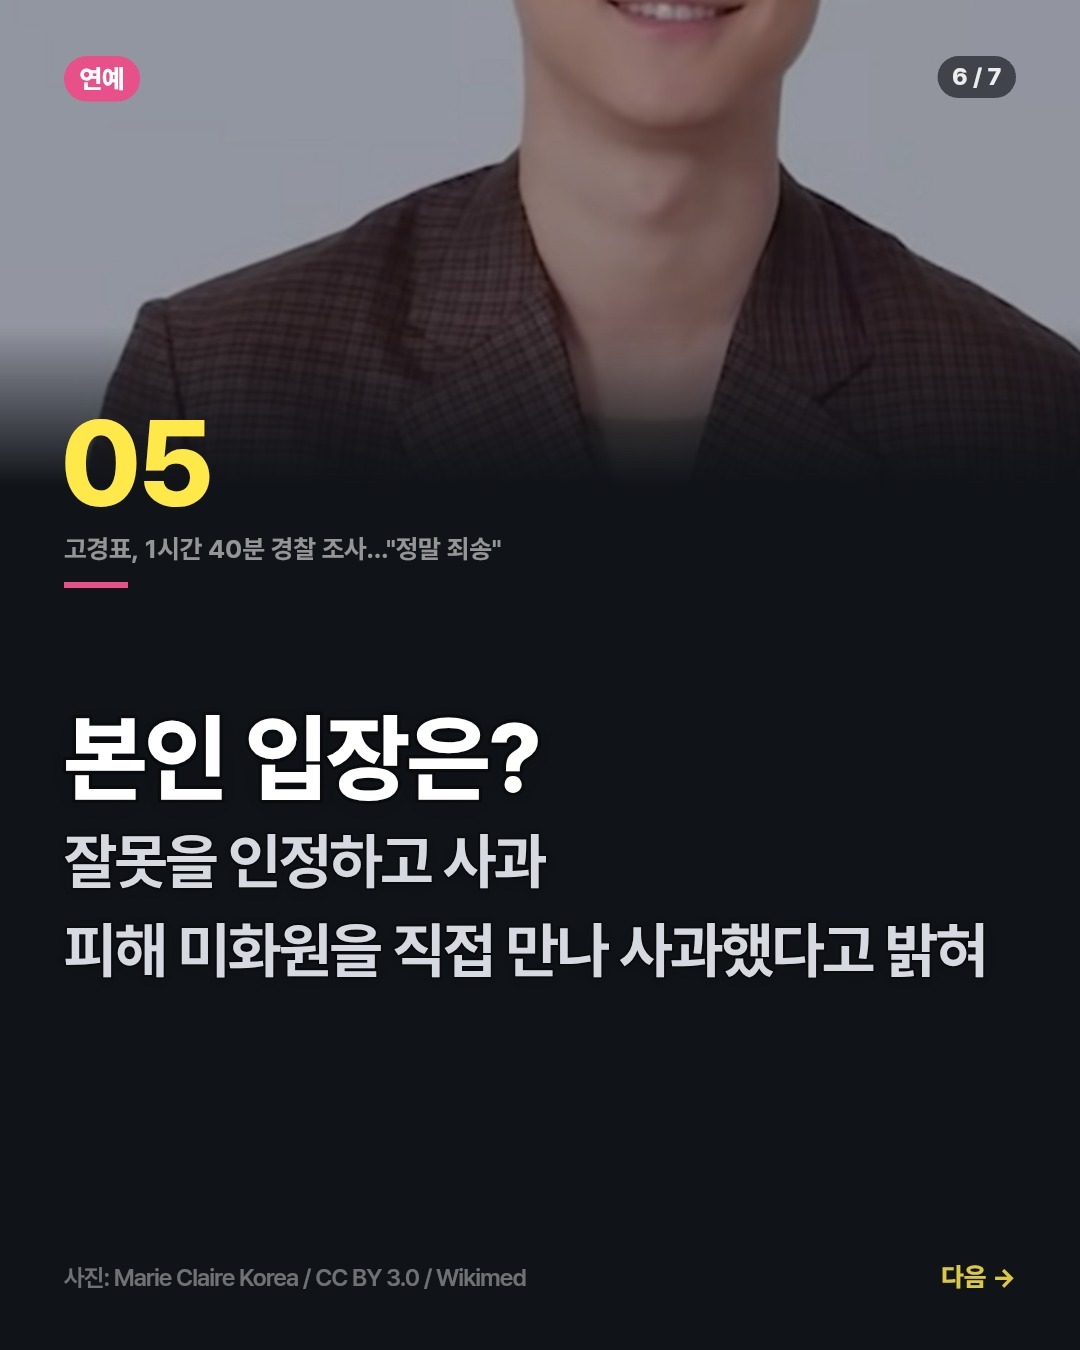 연예
6 / 7
05
고경표, 1시간 40분 경찰 조사..."정말 죄송"
본인 입장은?
잘못을 인정하고 사과
피해 미화원을 직접 만나 사과했다고 밝혀
사진: Marie Claire Korea / CC BY 3.0 / Wikimed
다음 →